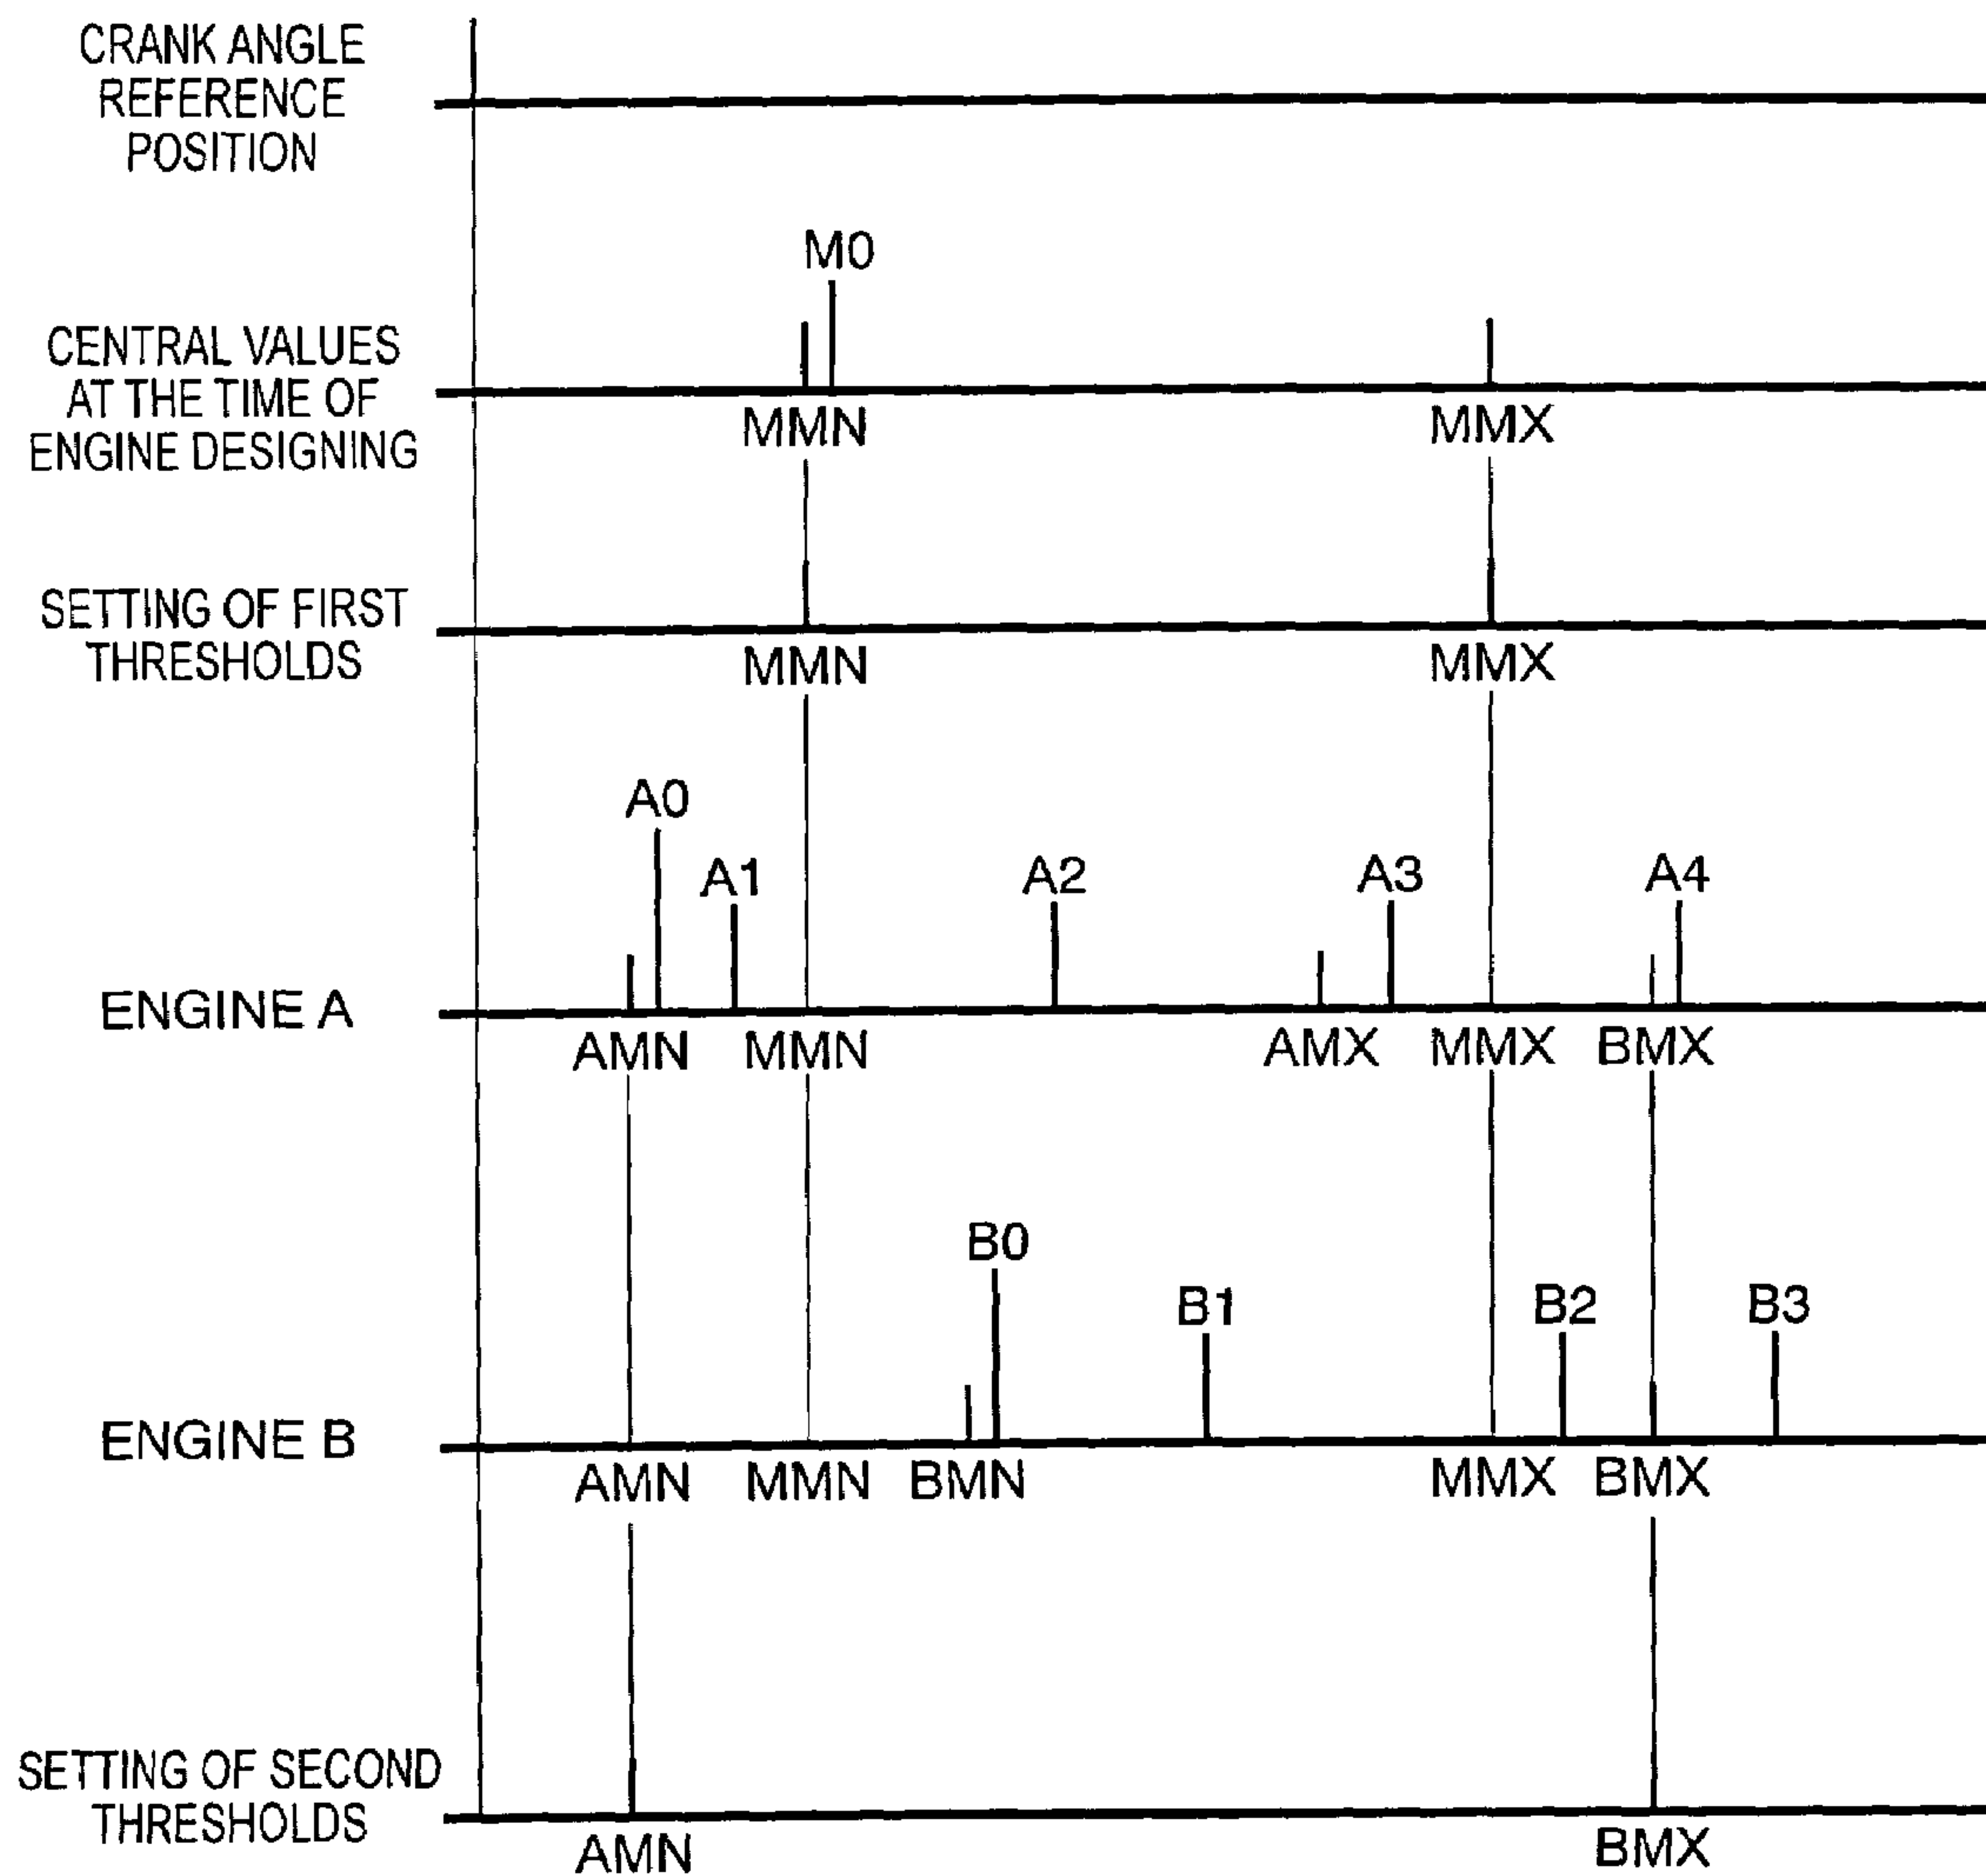 CRANK ANGLE
REFERENCE
POSITION
M0
CENTRAL VALUES
AT THE TIME OF
ENGINE DESIGNING
MMN MMX
SETTING OF FIRST
THRESHOLDS
MMN MMX
A0
A1 A2 A3 A4
ENGINE A
AMN MMN AMX MMX BMX
B0
B1 B2 B3
ENGINE B
AMN MMN BMN MMX BMX
SETTING OF SECOND
THRESHOLDS
AMN BMX